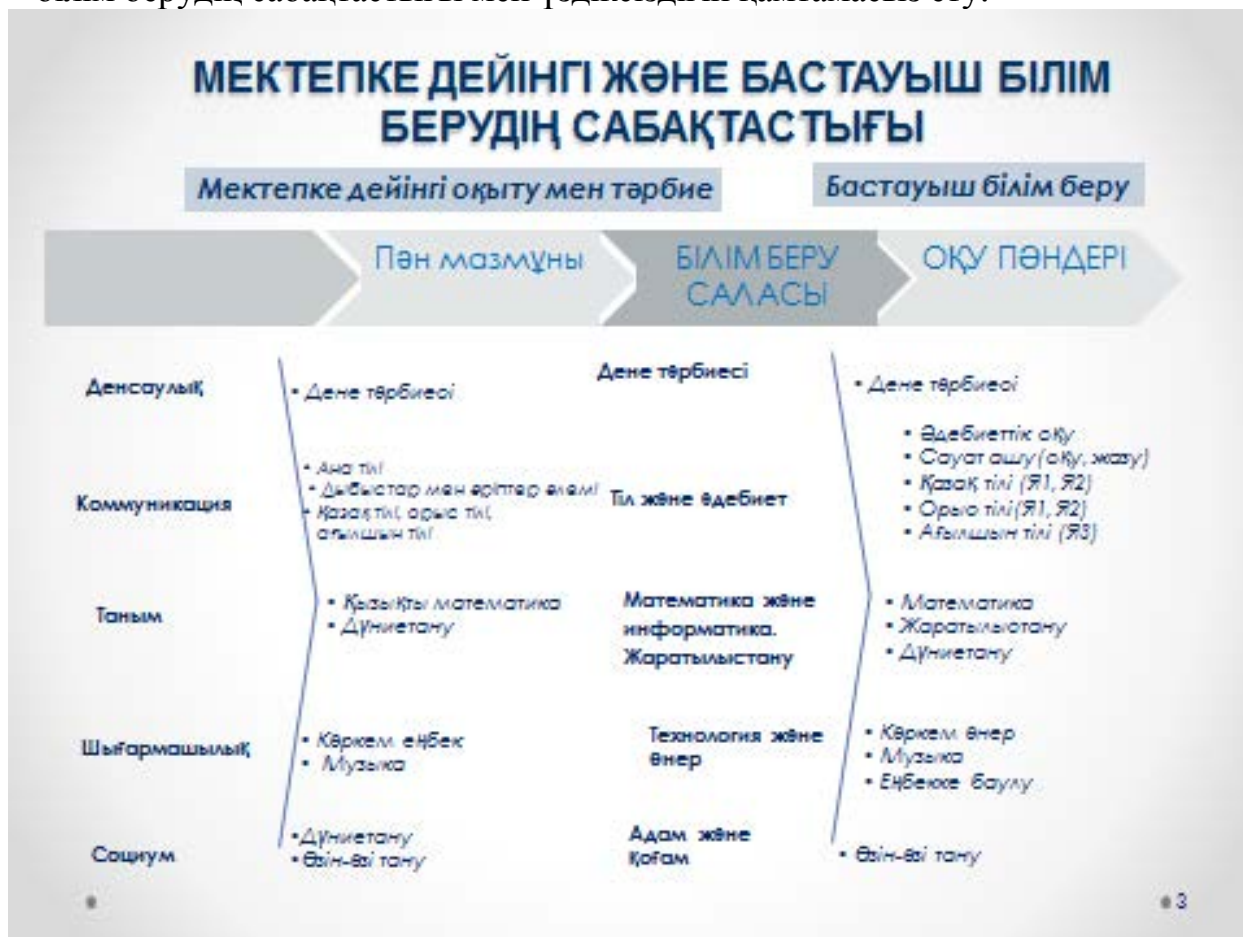 МЕКТЕПКЕ ДЕЙІНГІ ЖӘНЕ БАСТАУЫШ БІЛІМ
БЕРУДІҢ САБАҚТАСТЫҒЫ
Мектепке дейінгі оқыту мен тәрбие
Бастауыш білім беру
Пән мазмұны
БІЛІМ БЕРУ
САЛАСЫ
ОҚУ ПӘНДЕРІ
Денсаулық
• Дене тәрбиесі
Дене тәрбиесі
• Дене тәрбиесі
Коммуникация
• Ана тілі
• Дыбыстар мен әріптер әлемі
• Қазақ тілі, орыс тілі,
ағылшын тілі
Тіл және әдебиет
• Әдебиеттік оқу
• Сауат ашу (оқу, жазу)
• Қазақ тілі (Я1, Я2)
• Орыс тілі (Я1, Я2)
• Ағылшын тілі (Я3)
Таным
• Қызықты математика
• Дүниетану
Математика және
информатика.
Жаратылыстану
• Математика
• Жаратылыстану
• Дүниетану
Шығармашылық
• Көркем еңбек
• Музыка
Технология және
өнер
• Көркем өнер
• Музыка
• Еңбекке баулу
Социум
• Дүниетану
• Өзін-өзі тану
Адам және
қоғам
• Өзін-өзі тану
3